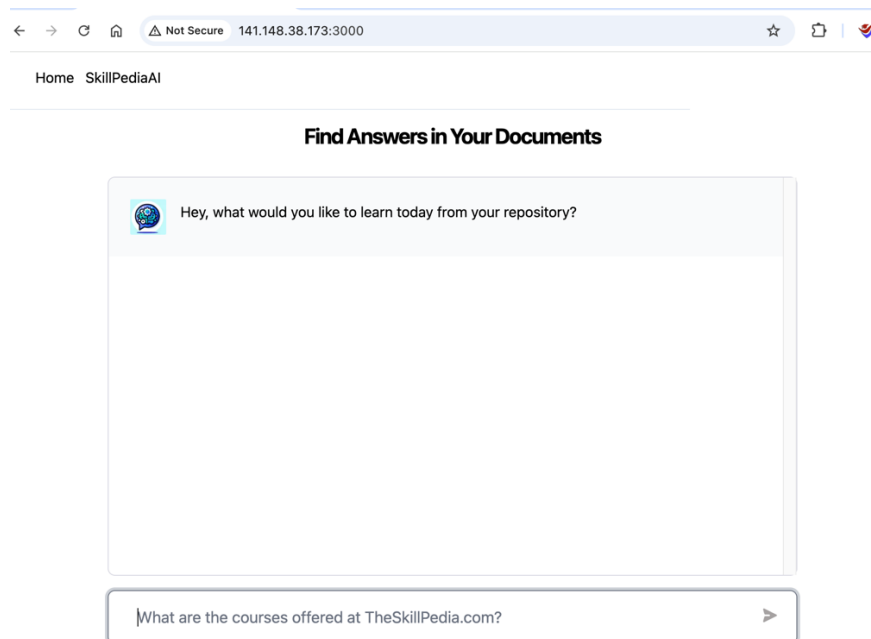 Not Secure 141.148.38.173:3000
Home SkillPediaAI
Find Answers in Your Documents
Hey, what would you like to learn today from your repository?
What are the courses offered at TheSkillPedia.com?